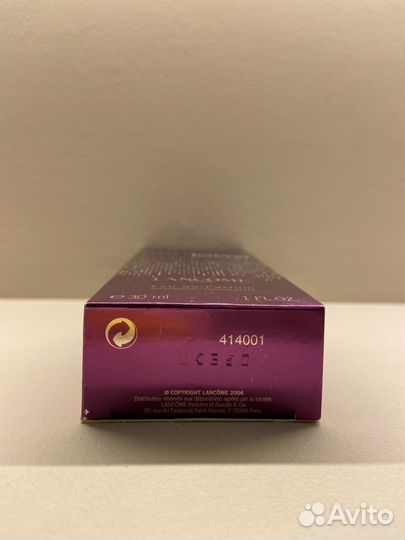 LANCÔME
Eau de Parfum
℮ 30 ml 1 FL.OZ.
414001
© COPYRIGHT LANCÔME 2006
Distribution réservée aux dépositaires agréés par la société
LANCÔME Parfums et Beauté & Cie
29, rue du Faubourg Saint-Honoré, F 75008 Paris.
Avito